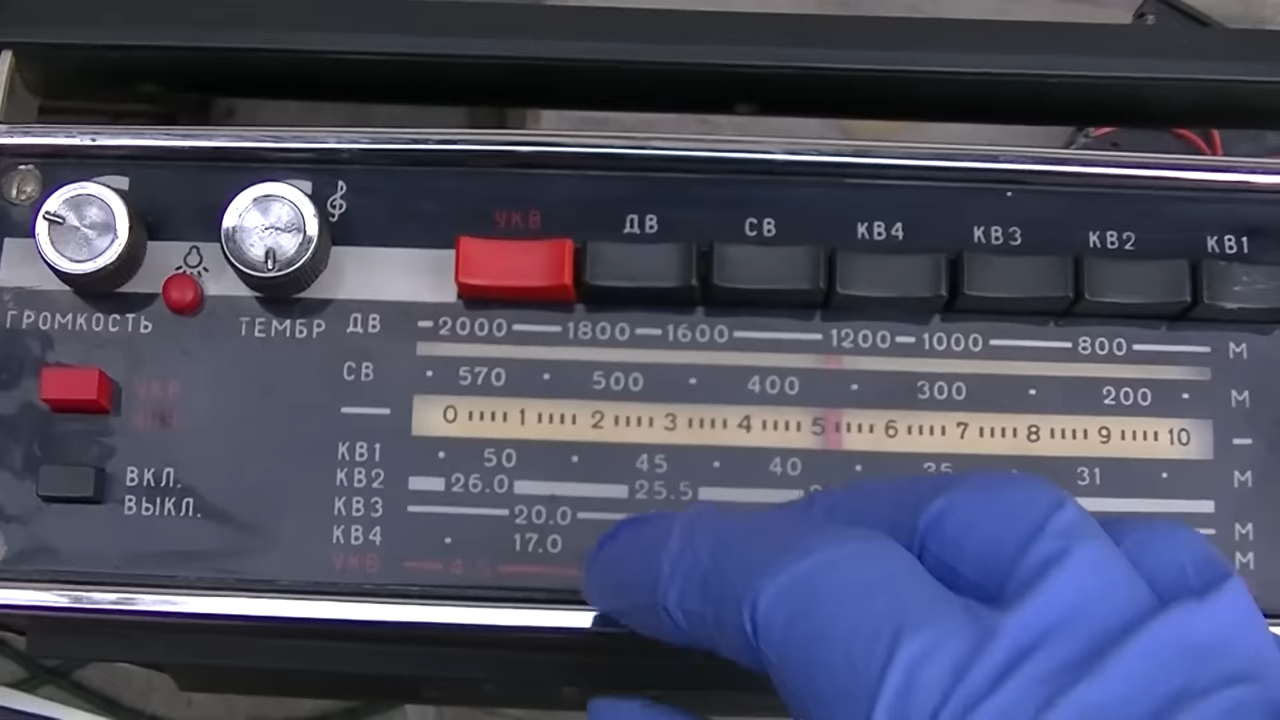 УКВ ДВ СВ КВ4 КВ3 КВ2 КВ1
ГРОМКОСТЬ
ТЕМБР
ДВ 2000 1800 1600 1200 1000 800 М
СВ 570 500 400 300 200 М
0 1 2 3 4 5 6 7 8 9 10
УКВ
ВКЛ.
ВЫКЛ.
КВ1 50 45 40 35 31 М
КВ2 26.0 25.5
КВ3 20.0 М
КВ4 17.0 М
УКВ